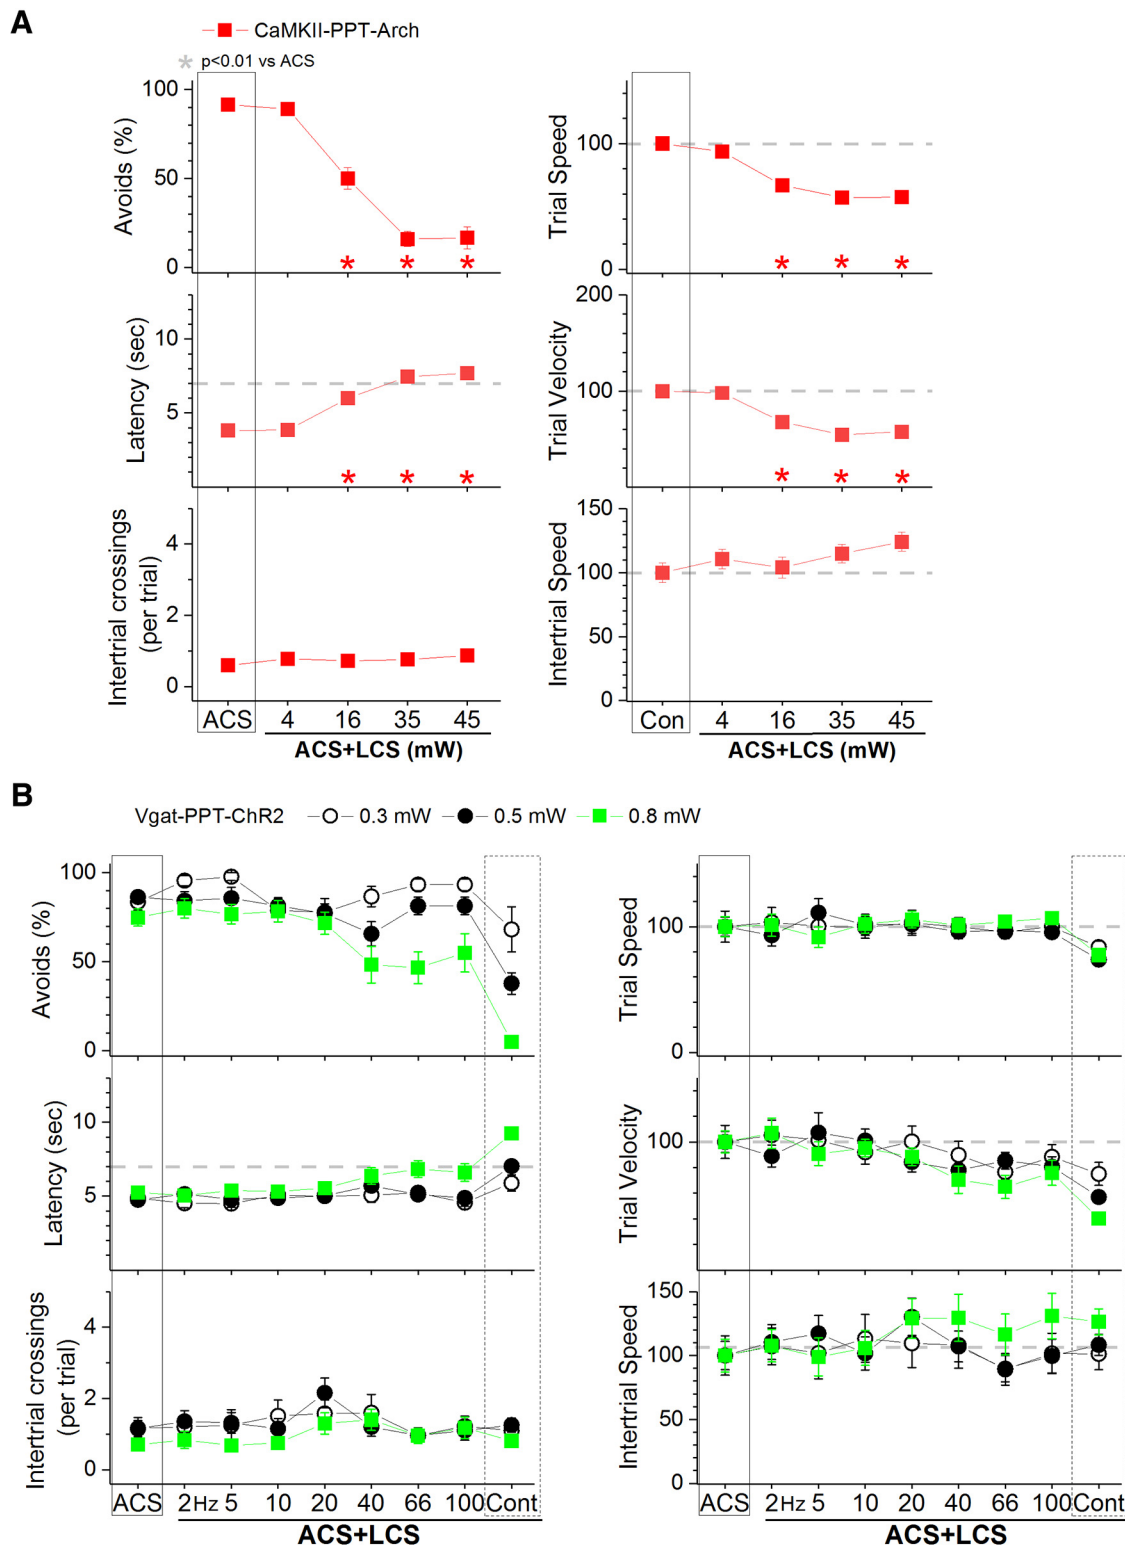 A
CaMKII-PPT-Arch
* p<0.01 vs ACS
Avoids (%)
100
50
0
* * *
Trial Speed
100
0
* * *
Latency (sec)
10
5
* * *
Trial Velocity
200
100
* * *
Intertrial crossings
(per trial)
4
2
0
Intertrial Speed
150
100
50
0
ACS 4 16 35 45
ACS+LCS (mW)
Con 4 16 35 45
ACS+LCS (mW)
B
Vgat-PPT-ChR2 0.3 mW 0.5 mW 0.8 mW
Avoids (%)
100
50
0
Trial Speed
100
0
Latency (sec)
10
5
Trial Velocity
100
Intertrial crossings
(per trial)
4
2
0
Intertrial Speed
150
100
50
0
ACS 2Hz 5 10 20 40 66 100 Cont
ACS+LCS
ACS 2Hz 5 10 20 40 66 100 Cont
ACS+LCS